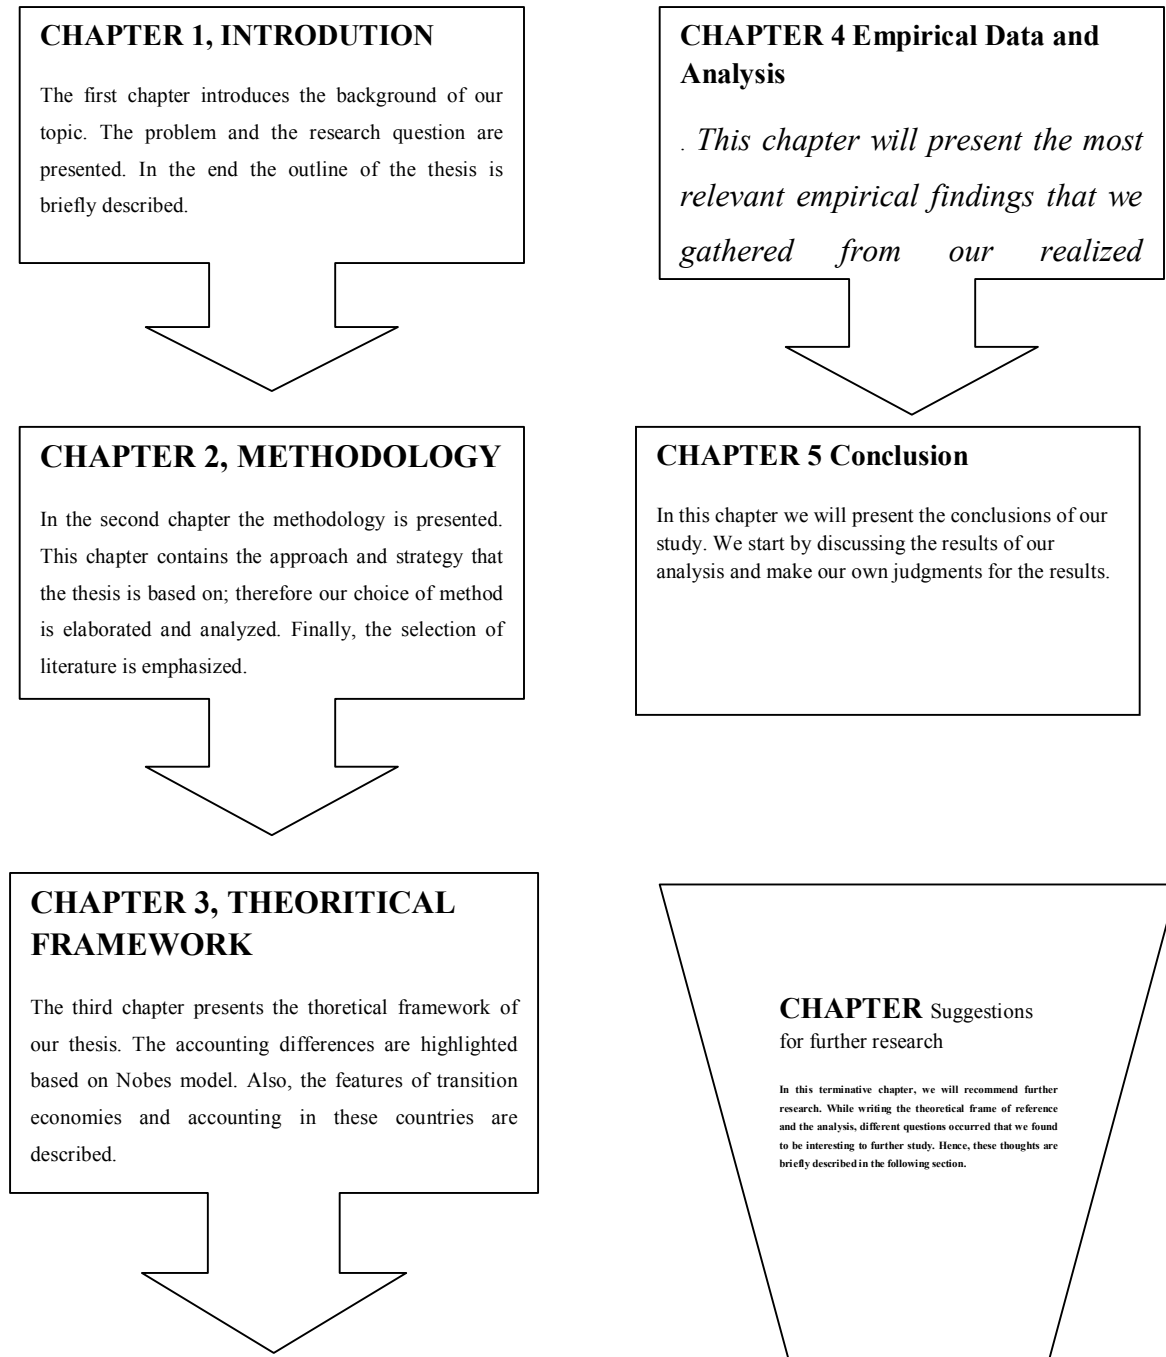 CHAPTER 1, INTRODUTION
The first chapter introduces the background of our
topic. The problem and the research question are
presented. In the end the outline of the thesis is
briefly described.
CHAPTER 2, METHODOLOGY
In the second chapter the methodology is presented.
This chapter contains the approach and strategy that
the thesis is based on; therefore our choice of method
is elaborated and analyzed. Finally, the selection of
literature is emphasized.
CHAPTER 3, THEORITICAL
FRAMEWORK
The third chapter presents the thoretical framework of
our thesis. The accounting differences are highlighted
based on Nobes model. Also, the features of transition
economies and accounting in these countries are
described.
CHAPTER 4 Empirical Data and
Analysis
. This chapter will present the most
relevant empirical findings that we
gathered from our realized
CHAPTER 5 Conclusion
In this chapter we will present the conclusions of our
study. We start by discussing the results of our
analysis and make our own judgments for the results.
CHAPTER Suggestions
for further research
In this terminative chapter, we will recommend further
research. While writing the theoretical frame of reference
and the analysis, different questions occurred that we found
to be interesting to further study. Hence, these thoughts are
briefly described in the following section.